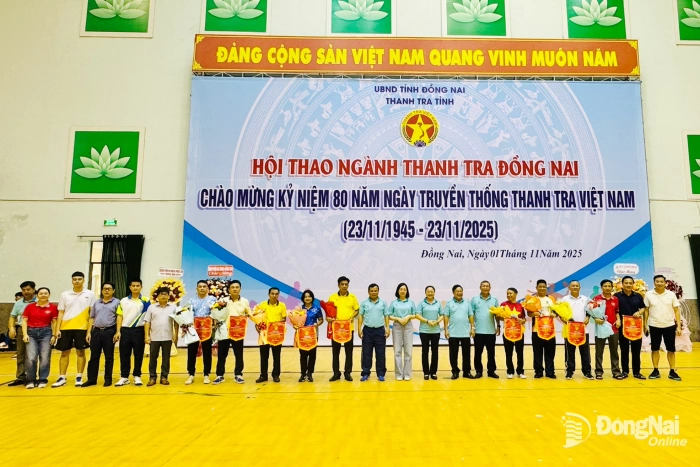 ĐẢNG CỘNG SẢN VIỆT NAM QUANG VINH MUÔN NĂM
UBND TỈNH ĐỒNG NAI
THANH TRA TỈNH
HỘI THAO NGÀNH THANH TRA ĐỒNG NAI
CHÀO MỪNG KỶ NIỆM 80 NĂM NGÀY TRUYỀN THỐNG THANH TRA VIỆT NAM
(23/11/1945 - 23/11/2025)
Đồng Nai, Ngày 01 Tháng 11 Năm 2025
ĐồngNai
Online